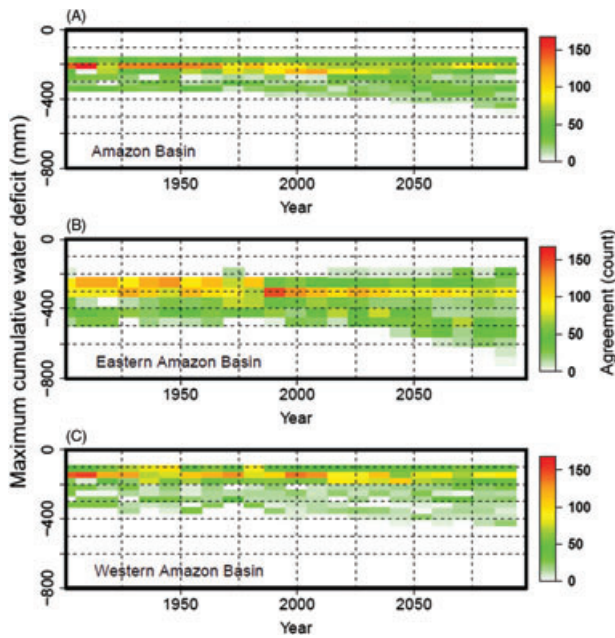 Maximum cumulative water deficit (mm)
(A)
0
−400
−800
Amazon Basin
1950
2000
2050
Year
150
100
50
0
(B)
0
−400
−800
Eastern Amazon Basin
1950
2000
2050
Year
150
100
50
0
Agreement (count)
(C)
0
−400
−800
Western Amazon Basin
1950
2000
2050
Year
150
100
50
0